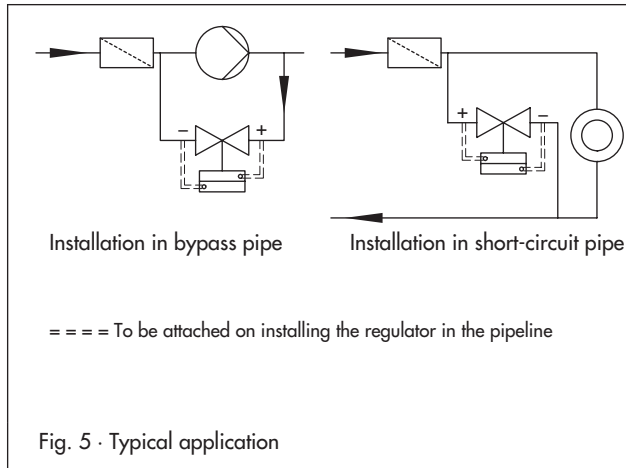 − +
+ −
Installation in bypass pipe
Installation in short-circuit pipe
= = = = To be attached on installing the regulator in the pipeline
Fig. 5 · Typical application